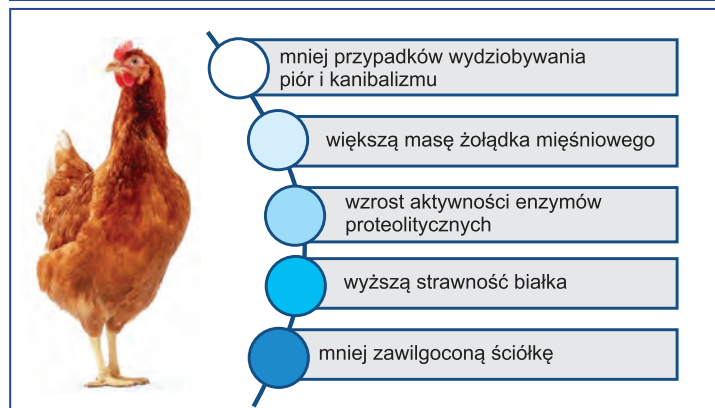 mniej przypadków wydziobywania
piór i kanibalizmu
większą masę żołądka mięśniowego
wzrost aktywności enzymów
proteolitycznych
wyższą strawność białka
mniej zawilgoconą ściółkę